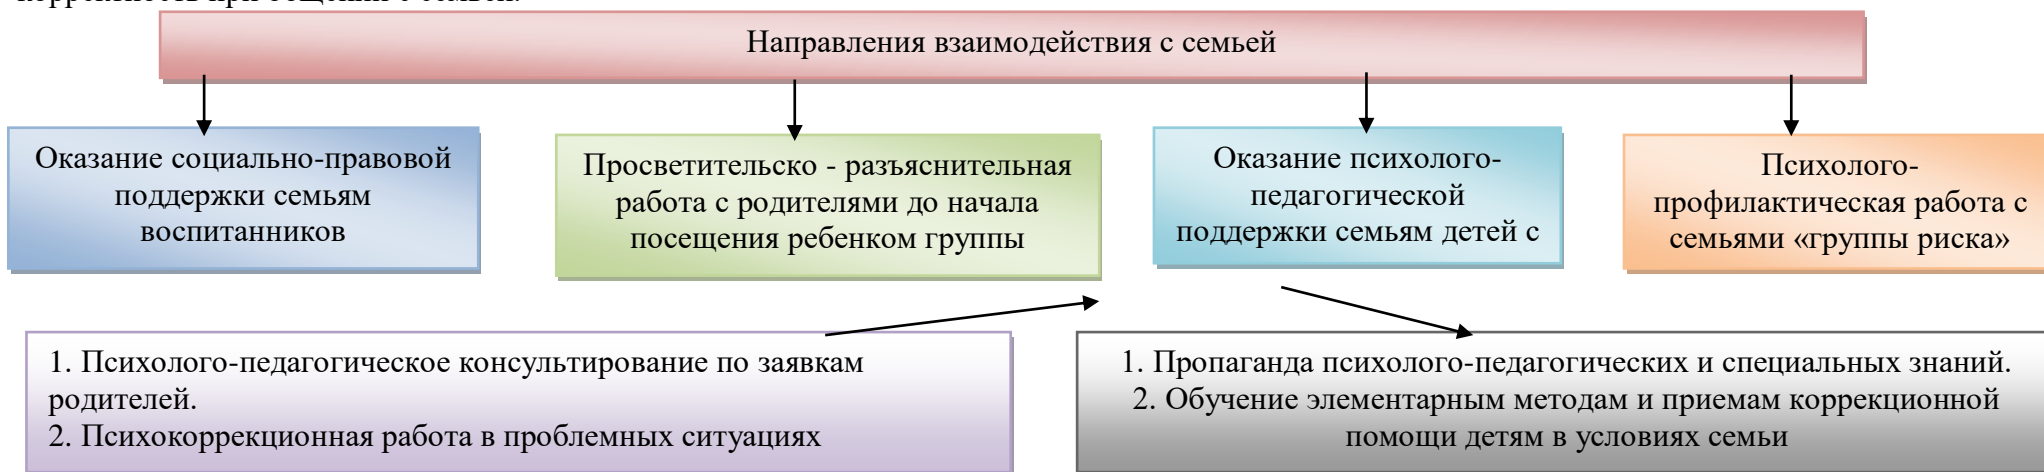 Направления взаимодействия с семьей
Оказание социально-правовой
поддержки семьям
воспитанников
Просветительско - разъяснительная
работа с родителями до начала
посещения ребенком группы
Оказание психолого-
педагогической
поддержки семьям детей с
Психолого-
профилактическая работа с
семьями «группы риска»
1. Психолого-педагогическое консультирование по заявкам
родителей.
2. Психокоррекционная работа в проблемных ситуациях
1. Пропаганда психолого-педагогических и специальных знаний.
2. Обучение элементарным методам и приемам коррекционной
помощи детям в условиях семьи